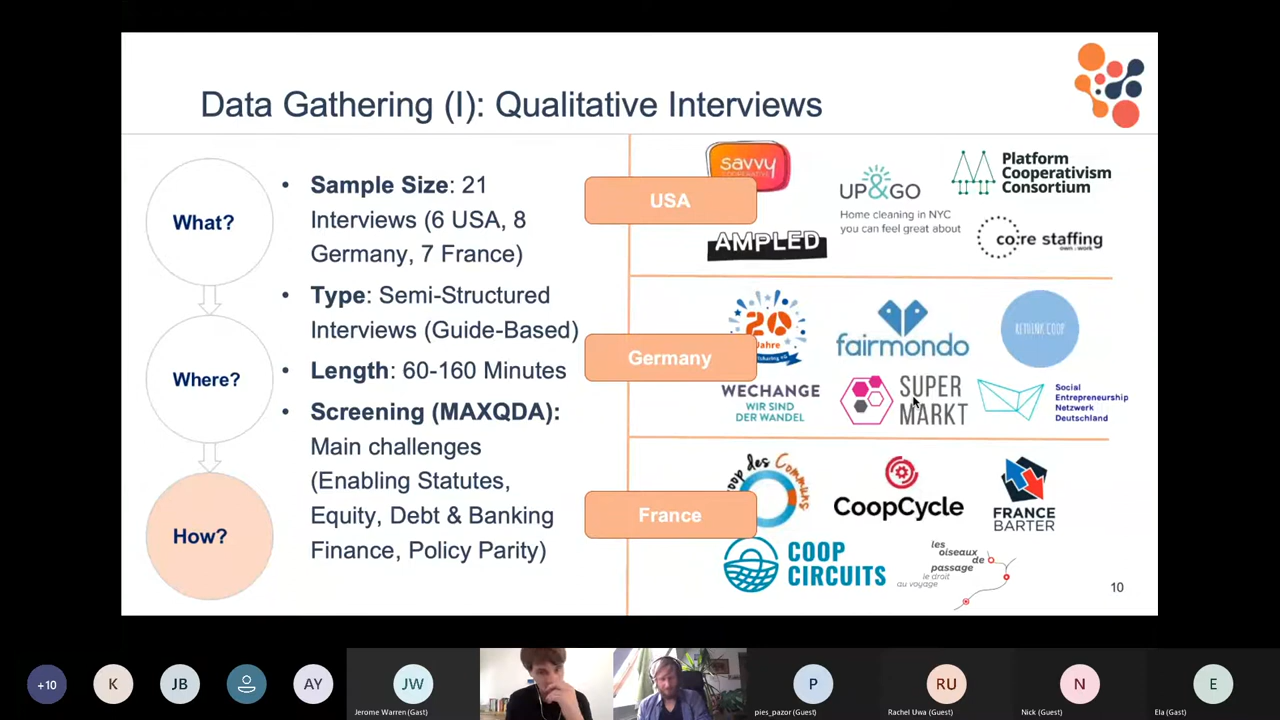 Data Gathering (I): Qualitative Interviews
What?
Where?
How?
• Sample Size: 21
Interviews (6 USA, 8
Germany, 7 France)
• Type: Semi-Structured
Interviews (Guide-Based)
• Length: 60-160 Minutes
• Screening (MAXQDA):
Main challenges
(Enabling Statutes,
Equity, Debt & Banking
Finance, Policy Parity)
USA
savvy
AMPLED
UP&GO
Home cleaning in NYC
you can feel great about
Platform
Cooperativism
Consortium
co:re staffing
own · work
Germany
20
Jahre
fairmondo
RETHINK COOP
WECHANGE
WIR SIND
DER WANDEL
SUPER
MARKT
Social
Entrepreneurship
Netzwerk
Deutschland
France
des Communs
CoopCycle
FRANCE
BARTER
COOP
CIRCUITS
les
oiseaux
de
passage
le droit
au voyage
10
+10
K
JB
AY
JW
Jerome Warren (Gast)
P
pies_pazor (Guest)
RU
Rachel Uwa (Guest)
N
Nick (Guest)
E
Ela (Gast)